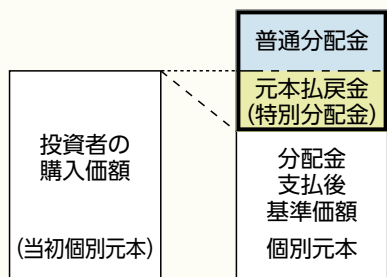 普通分配金
元本払戻金
(特別分配金)
投資者の
購入価額
(当初個別元本)
分配金
支払後
基準価額
個別元本